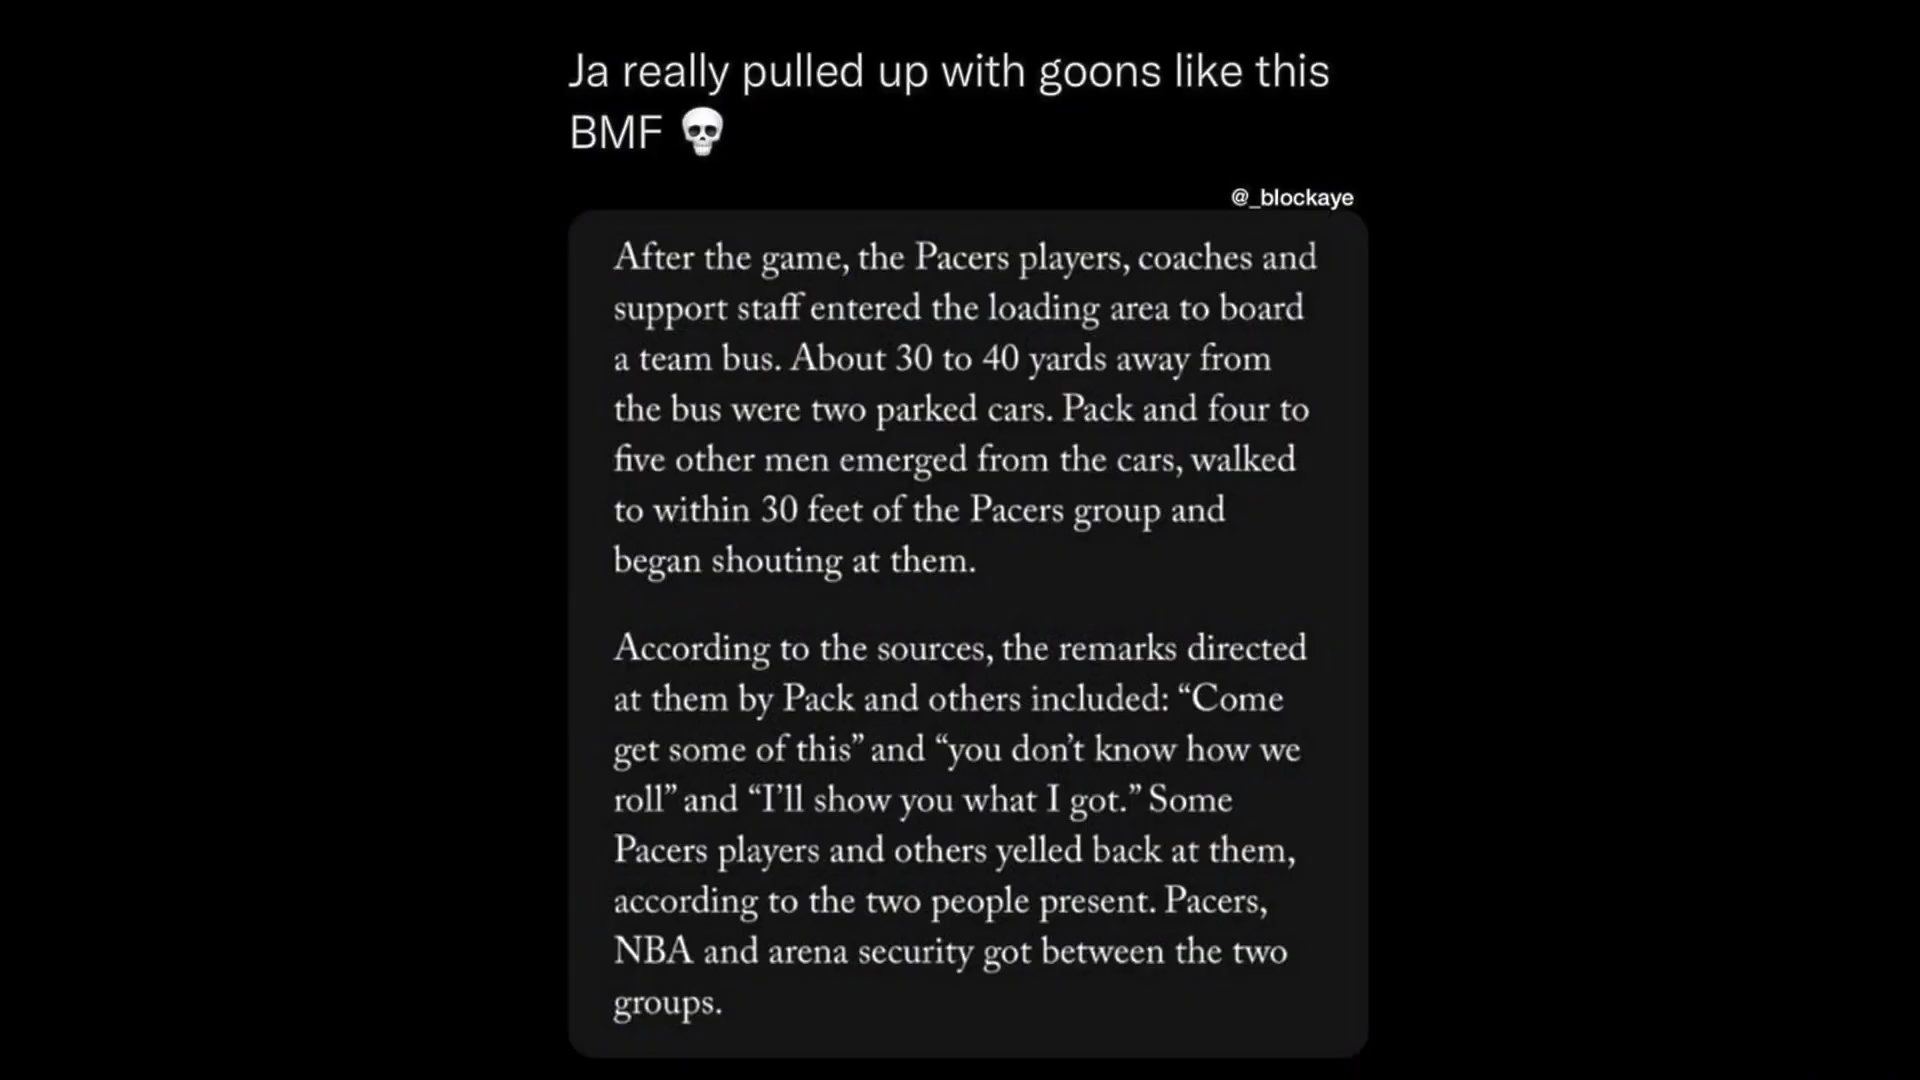 Ja really pulled up with goons like this
BMF 💀
@_blockaye
After the game, the Pacers players, coaches and
support staff entered the loading area to board
a team bus. About 30 to 40 yards away from
the bus were two parked cars. Pack and four to
five other men emerged from the cars, walked
to within 30 feet of the Pacers group and
began shouting at them.
According to the sources, the remarks directed
at them by Pack and others included: “Come
get some of this” and “you don’t know how we
roll” and “I’ll show you what I got.” Some
Pacers players and others yelled back at them,
according to the two people present. Pacers,
NBA and arena security got between the two
groups.